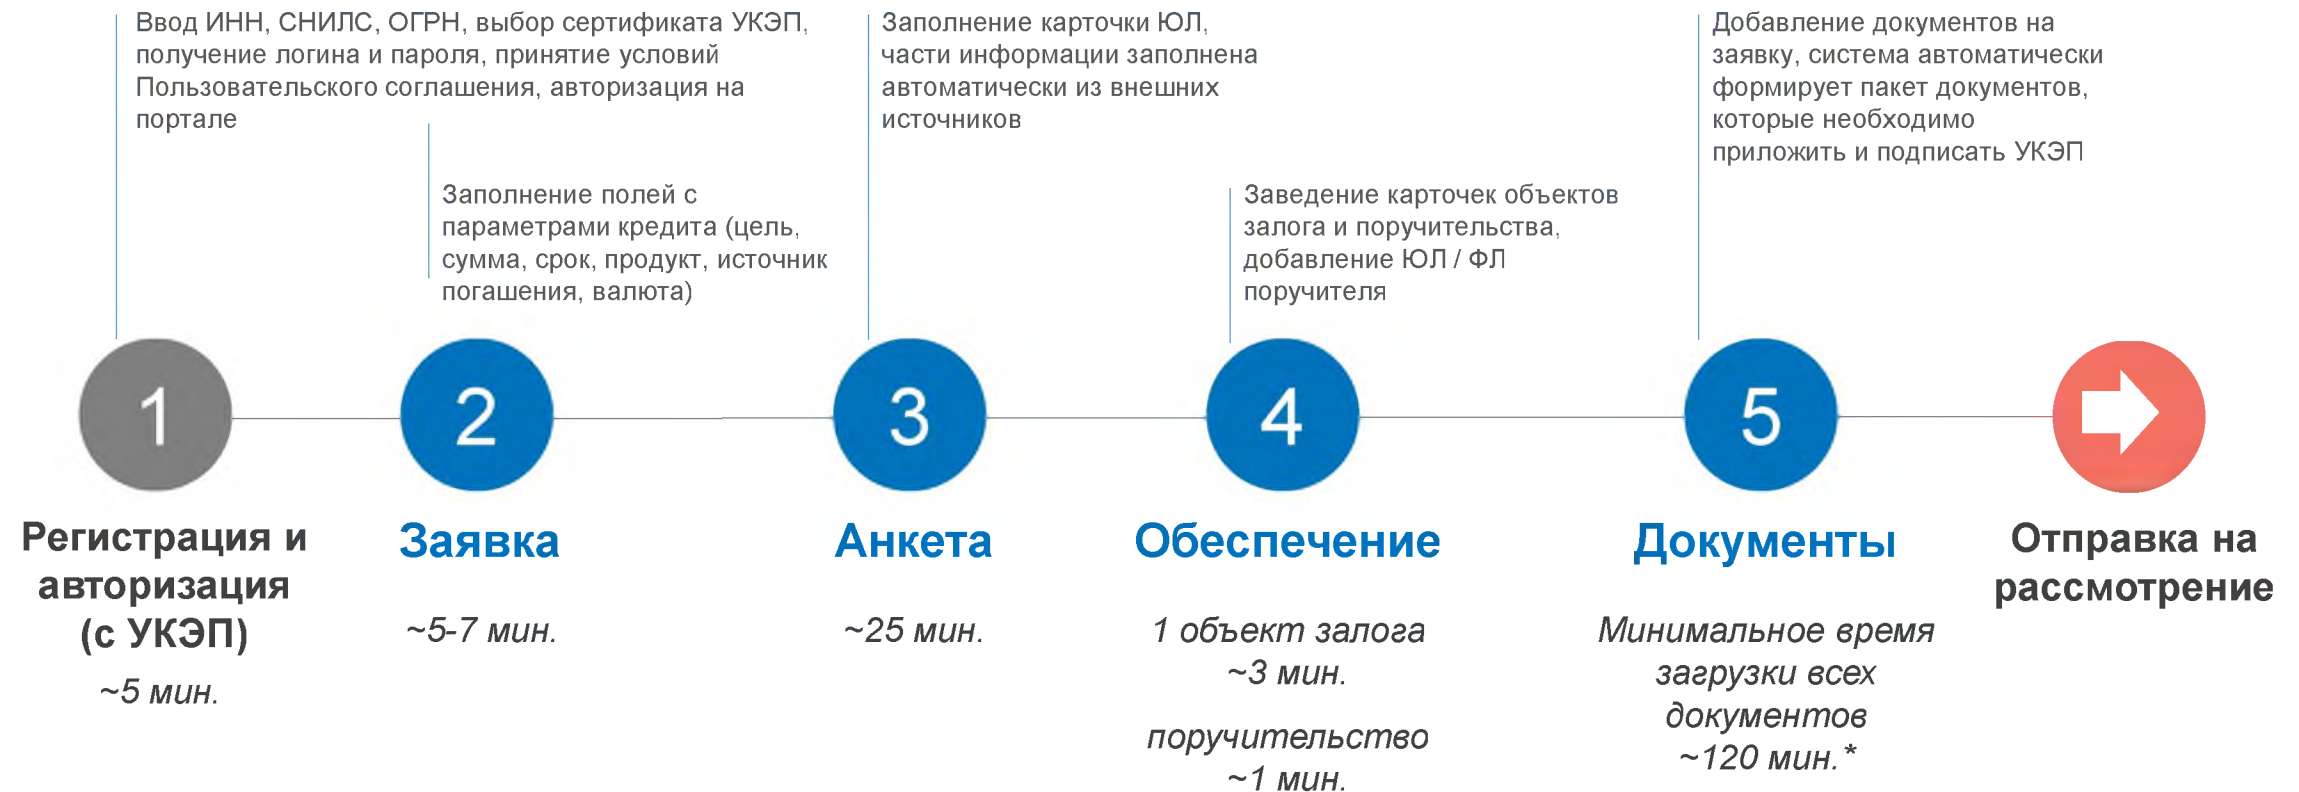 Ввод ИНН, СНИЛС, ОГРН, выбор сертификата УКЭП,
получение логина и пароля, принятие условий
Пользовательского соглашения, авторизация на
портале
Заполнение полей с
параметрами кредита (цель,
сумма, срок, продукт, источник
погашения, валюта)
Заполнение карточки ЮЛ,
части информации заполнена
автоматически из внешних
источников
Заведение карточек объектов
залога и поручительства,
добавление ЮЛ / ФЛ
поручителя
Добавление документов на
заявку, система автоматически
формирует пакет документов,
которые необходимо
приложить и подписать УКЭП
1
2
3
4
5
Регистрация и
авторизация
(с УКЭП)
~5 мин.
Заявка
~5-7 мин.
Анкета
~25 мин.
Обеспечение
1 объект залога
~3 мин.
поручительство
~1 мин.
Документы
Минимальное время
загрузки всех
документов
~120 мин.*
Отправка на
рассмотрение